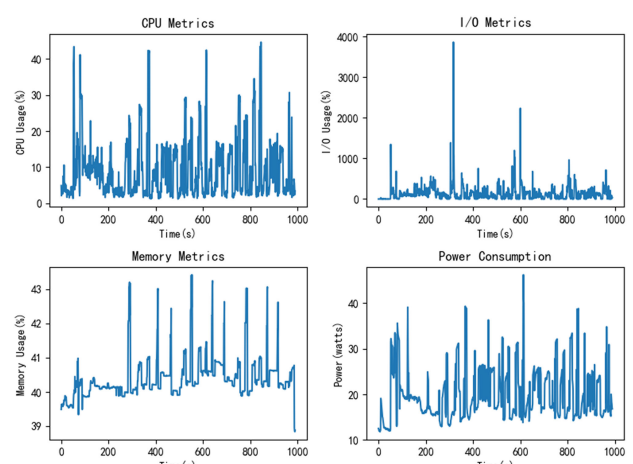 CPU Metrics
CPU Usage(%)
40
30
20
10
0
0 200 400 600 800 1000
Time(s)
I/O Metrics
I/O Usage(%)
4000
3000
2000
1000
0
0 200 400 600 800 1000
Time(s)
Memory Metrics
Memory Usage(%)
43
42
41
40
39
0 200 400 600 800 1000
Time(s)
Power Consumption
Power(watts)
40
30
20
10
0 200 400 600 800 1000
Time(s)